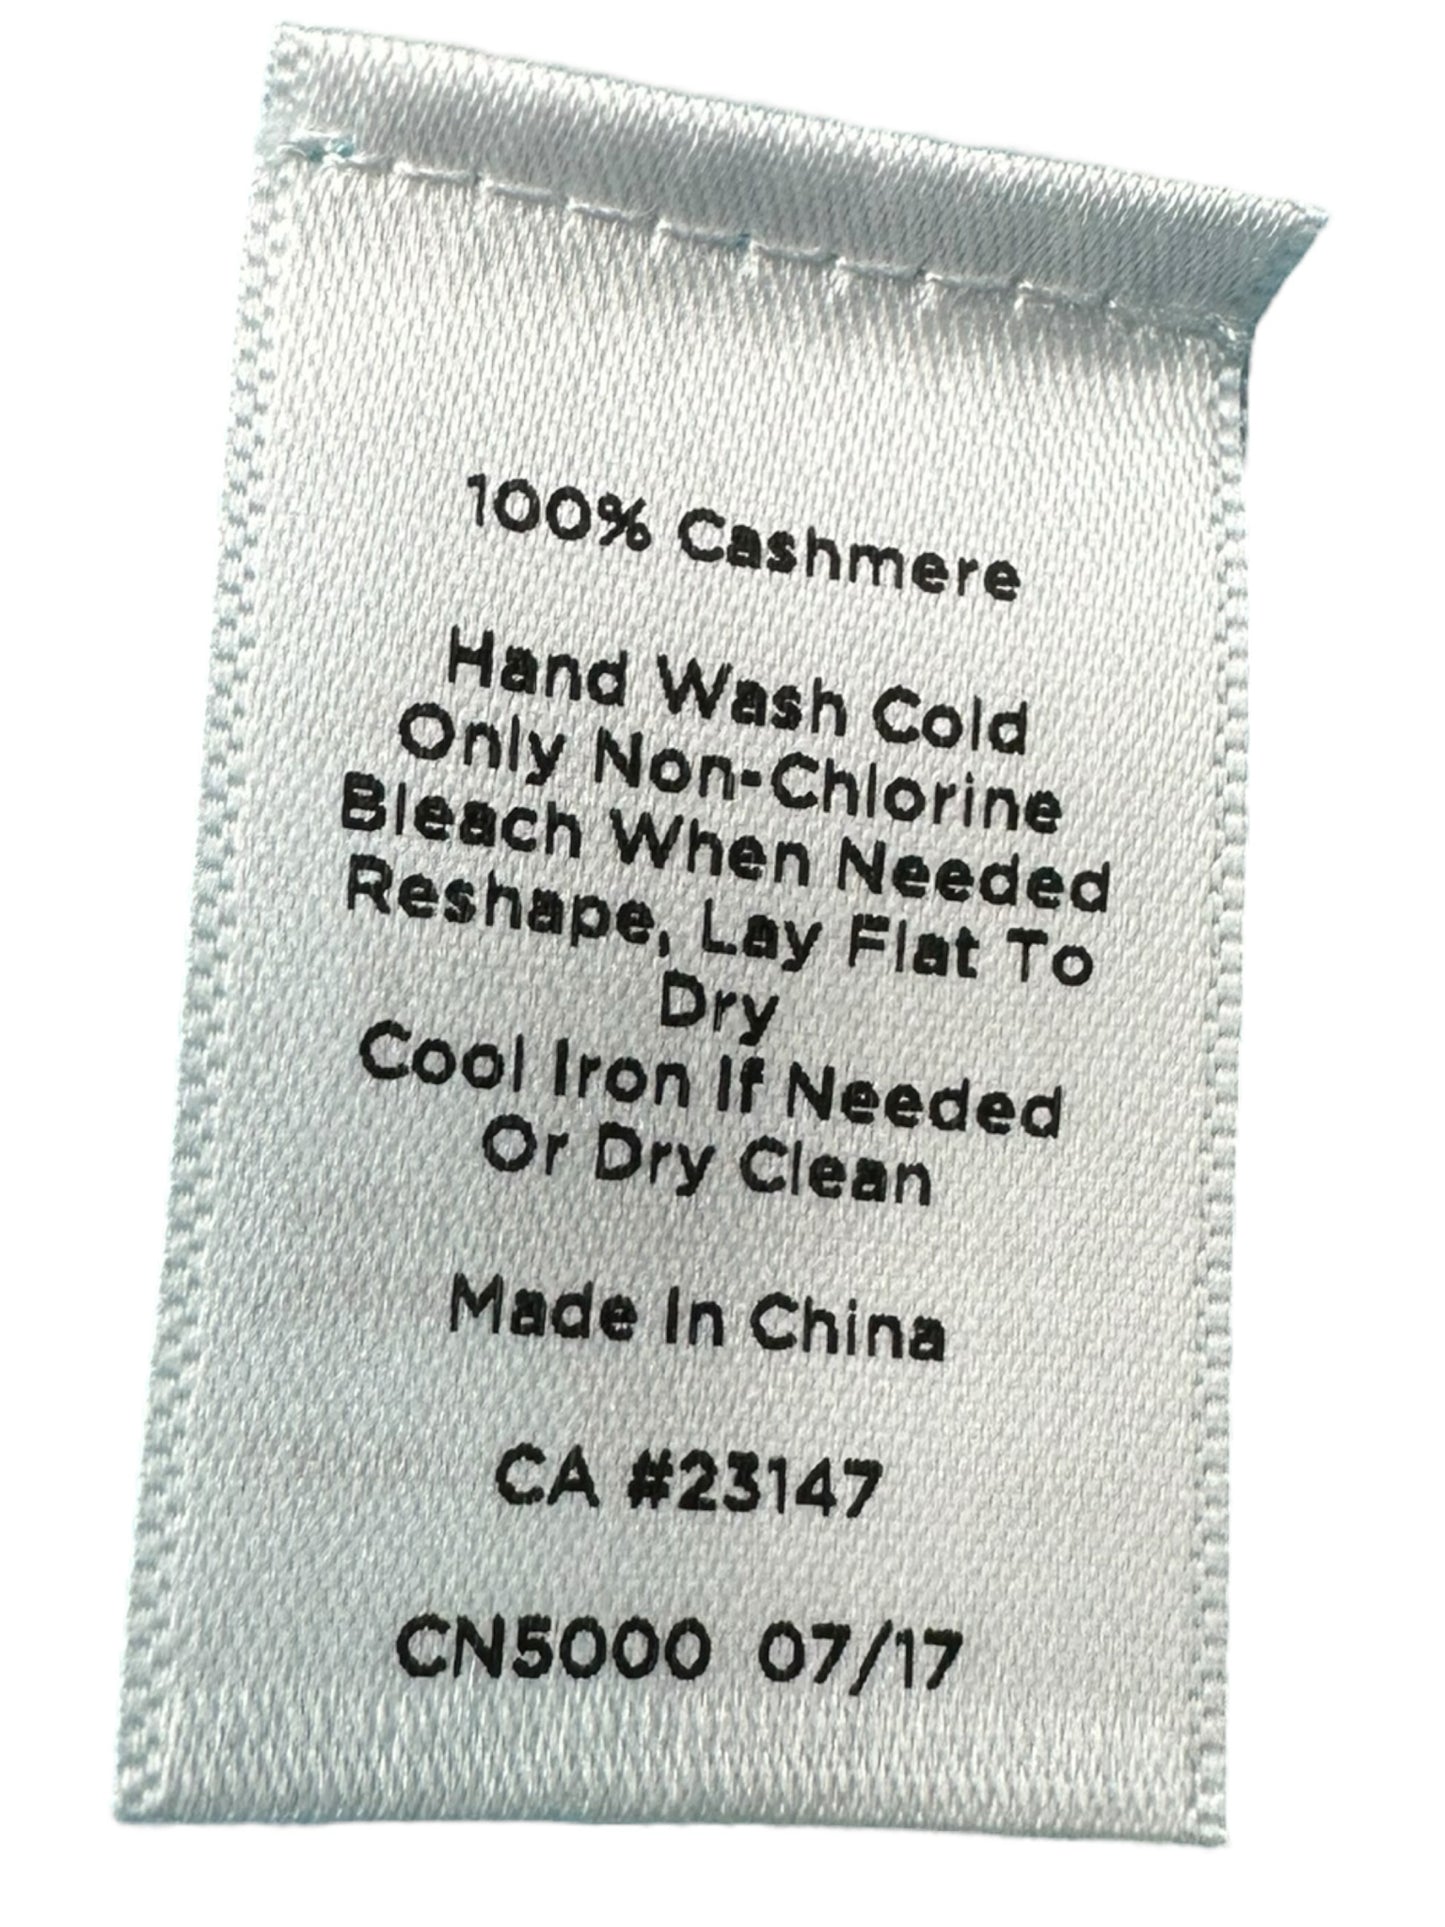 100% Cashmere
Hand Wash Cold
Only Non-Chlorine
Bleach When Needed
Reshape, Lay Flat To
Dry
Cool Iron If Needed
Or Dry Clean
Made In China
CA #23147
CN5000 07/17